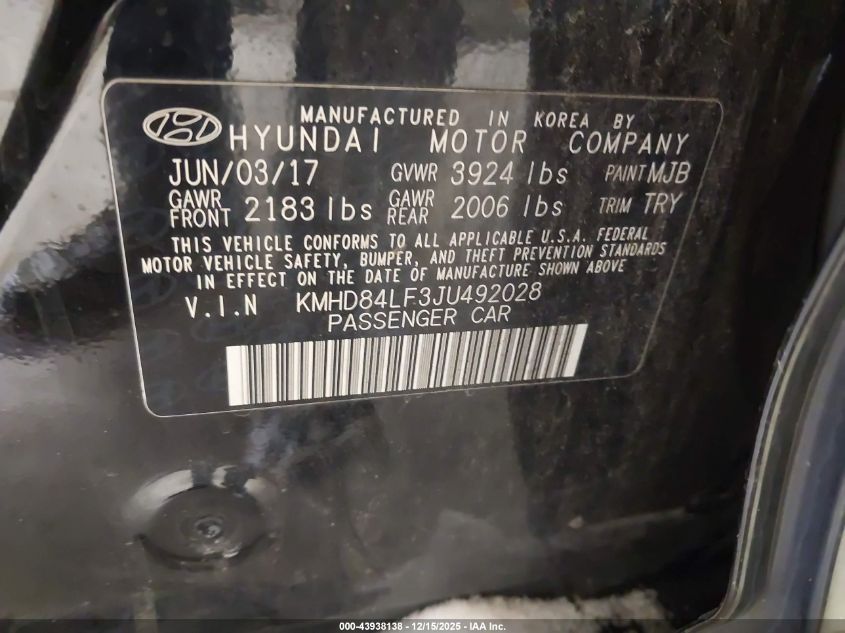 MANUFACTURED IN KOREA BY
HYUNDAI MOTOR COMPANY
JUN/03/17 GVWR 3924 lbs PAINT MJB
GAWR FRONT 2183 lbs GAWR REAR 2006 lbs TRIM TRY
THIS VEHICLE CONFORMS TO ALL APPLICABLE U.S.A. FEDERAL
MOTOR VEHICLE SAFETY, BUMPER, AND THEFT PREVENTION STANDARDS
IN EFFECT ON THE DATE OF MANUFACTURE SHOWN ABOVE
V.I.N KMHD84LF3JU492028
PASSENGER CAR
000-43938138 - 12/15/2025 - IAA Inc.